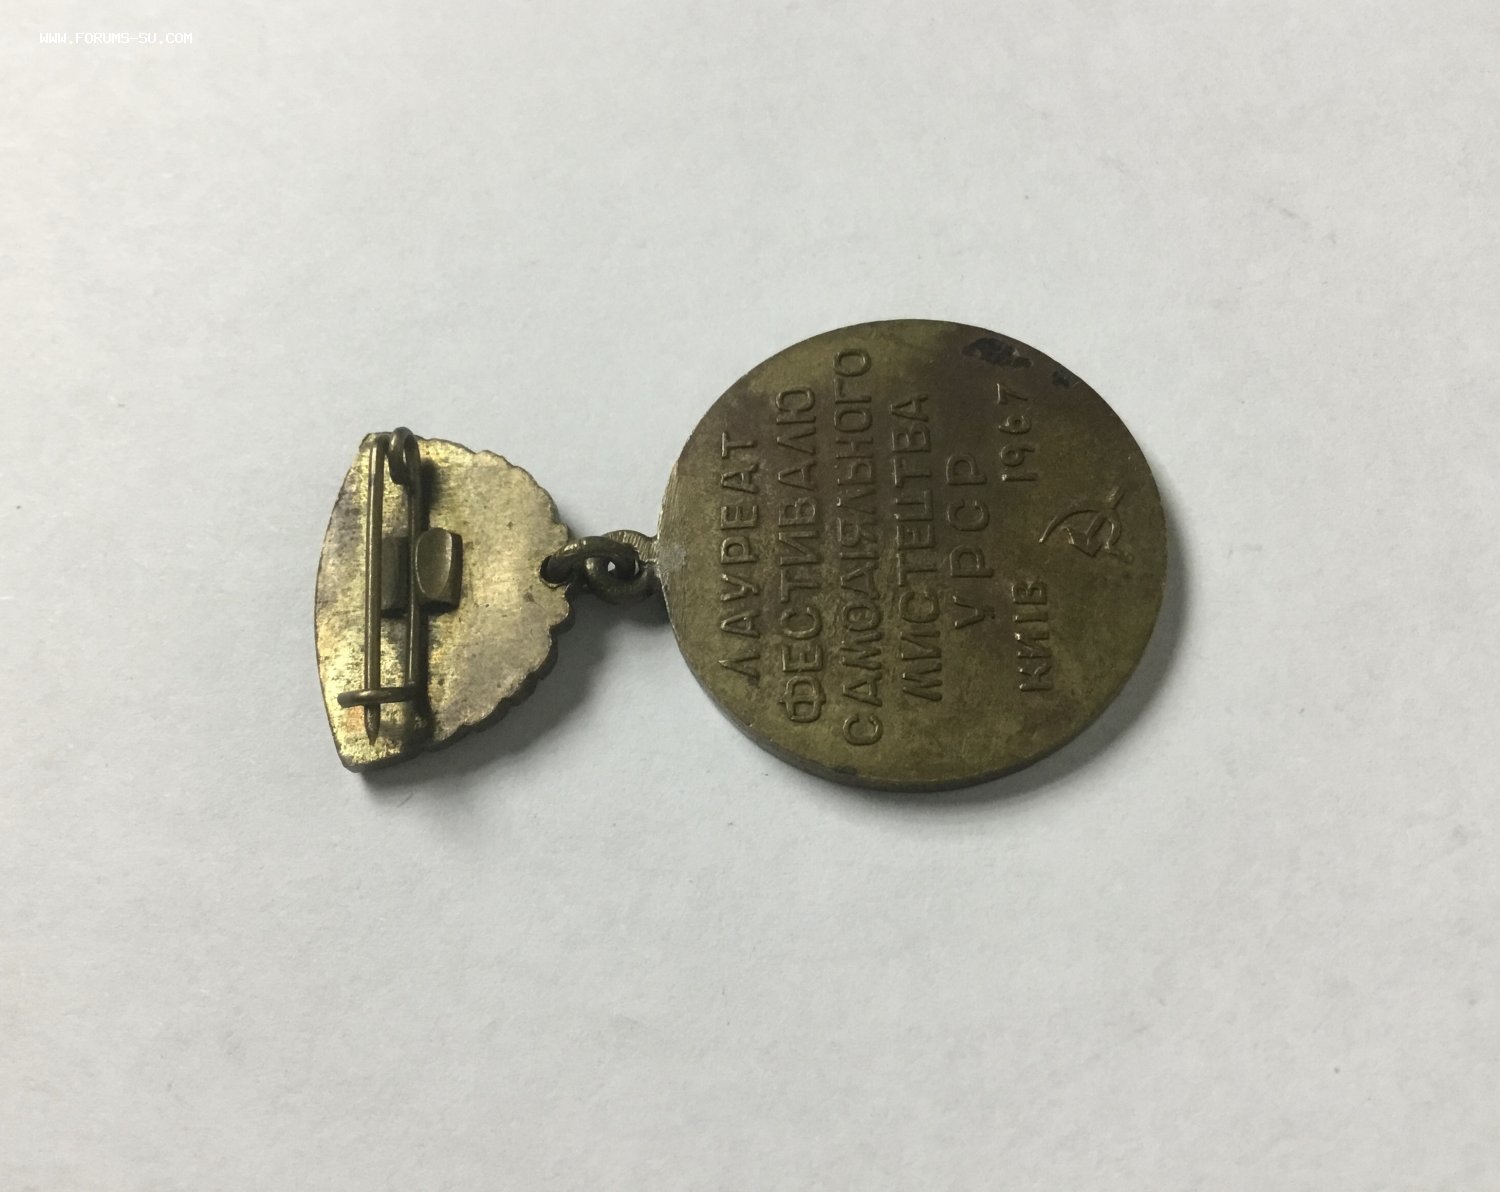 WWW.FORUMS-SU.COM
ЛАУРЕАТ
ФЕСТИВАЛЮ
САМОДІЯЛЬНОГО
МИСТЕЦТВА
УРСР
КИЇВ 1967